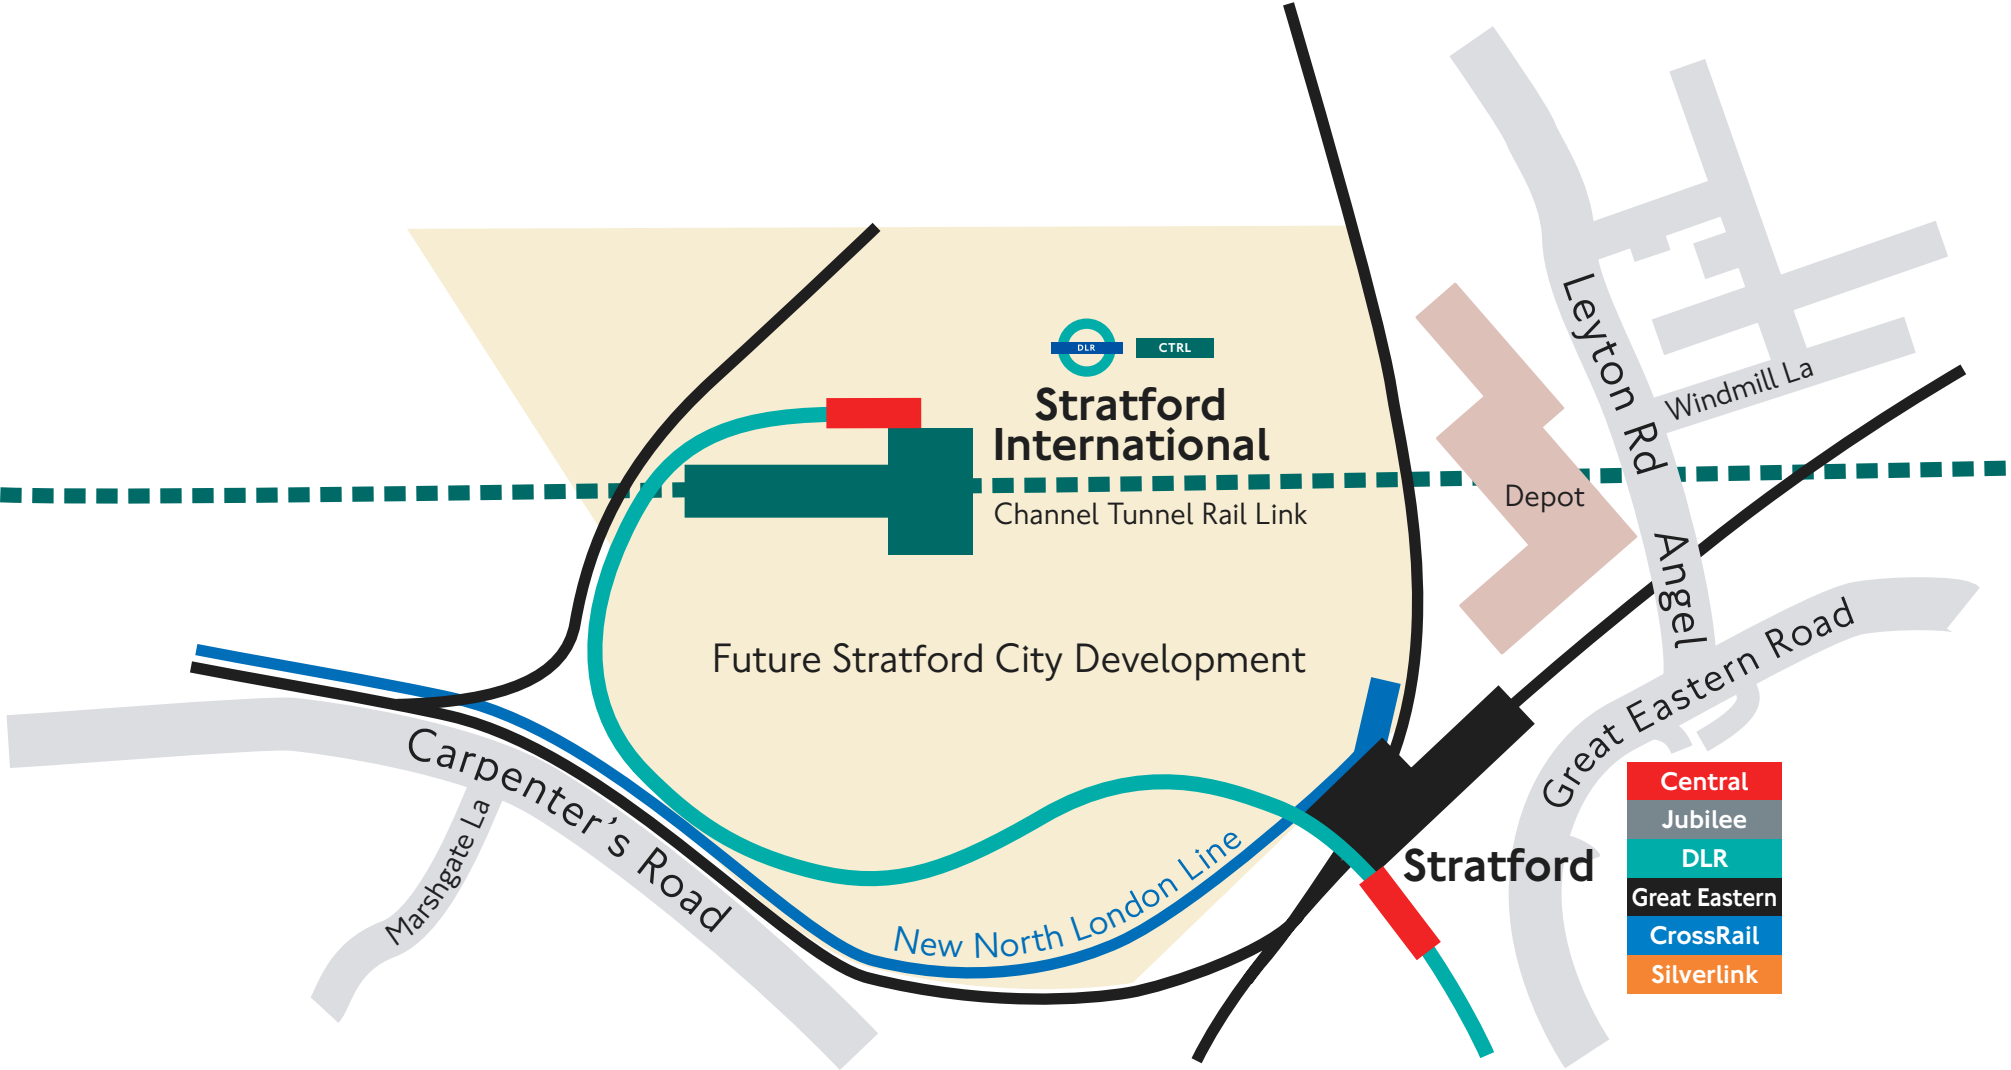 DLR
CTRL
Stratford
International
Channel Tunnel Rail Link
Leyton Rd
Windmill La
Depot
Angel
Great Eastern Road
Future Stratford City Development
Carpenter's Road
Marshgate La
New North London Line
Stratford
Central
Jubilee
DLR
Great Eastern
CrossRail
Silverlink